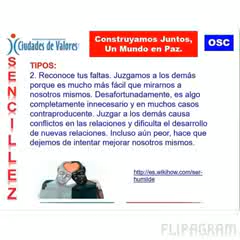 Ciudades de Valores
Construyamos Juntos,
Un Mundo en Paz.
OSC
SENCILLEZ
TIPOS:
2. Reconoce tus faltas. Juzgamos a los demás
porque es mucho más fácil que mirarnos a
nosotros mismos. Desafortunadamente, es algo
completamente innecesario y en muchos casos
contraproducente. Juzgar a los demás causa
conflictos en las relaciones y dificulta el desarrollo
de nuevas relaciones. Incluso aún peor, hace que
dejemos de intentar mejorar nosotros mismos.
http://es.wikihow.com/ser-
humilde
FLIPAGRAM